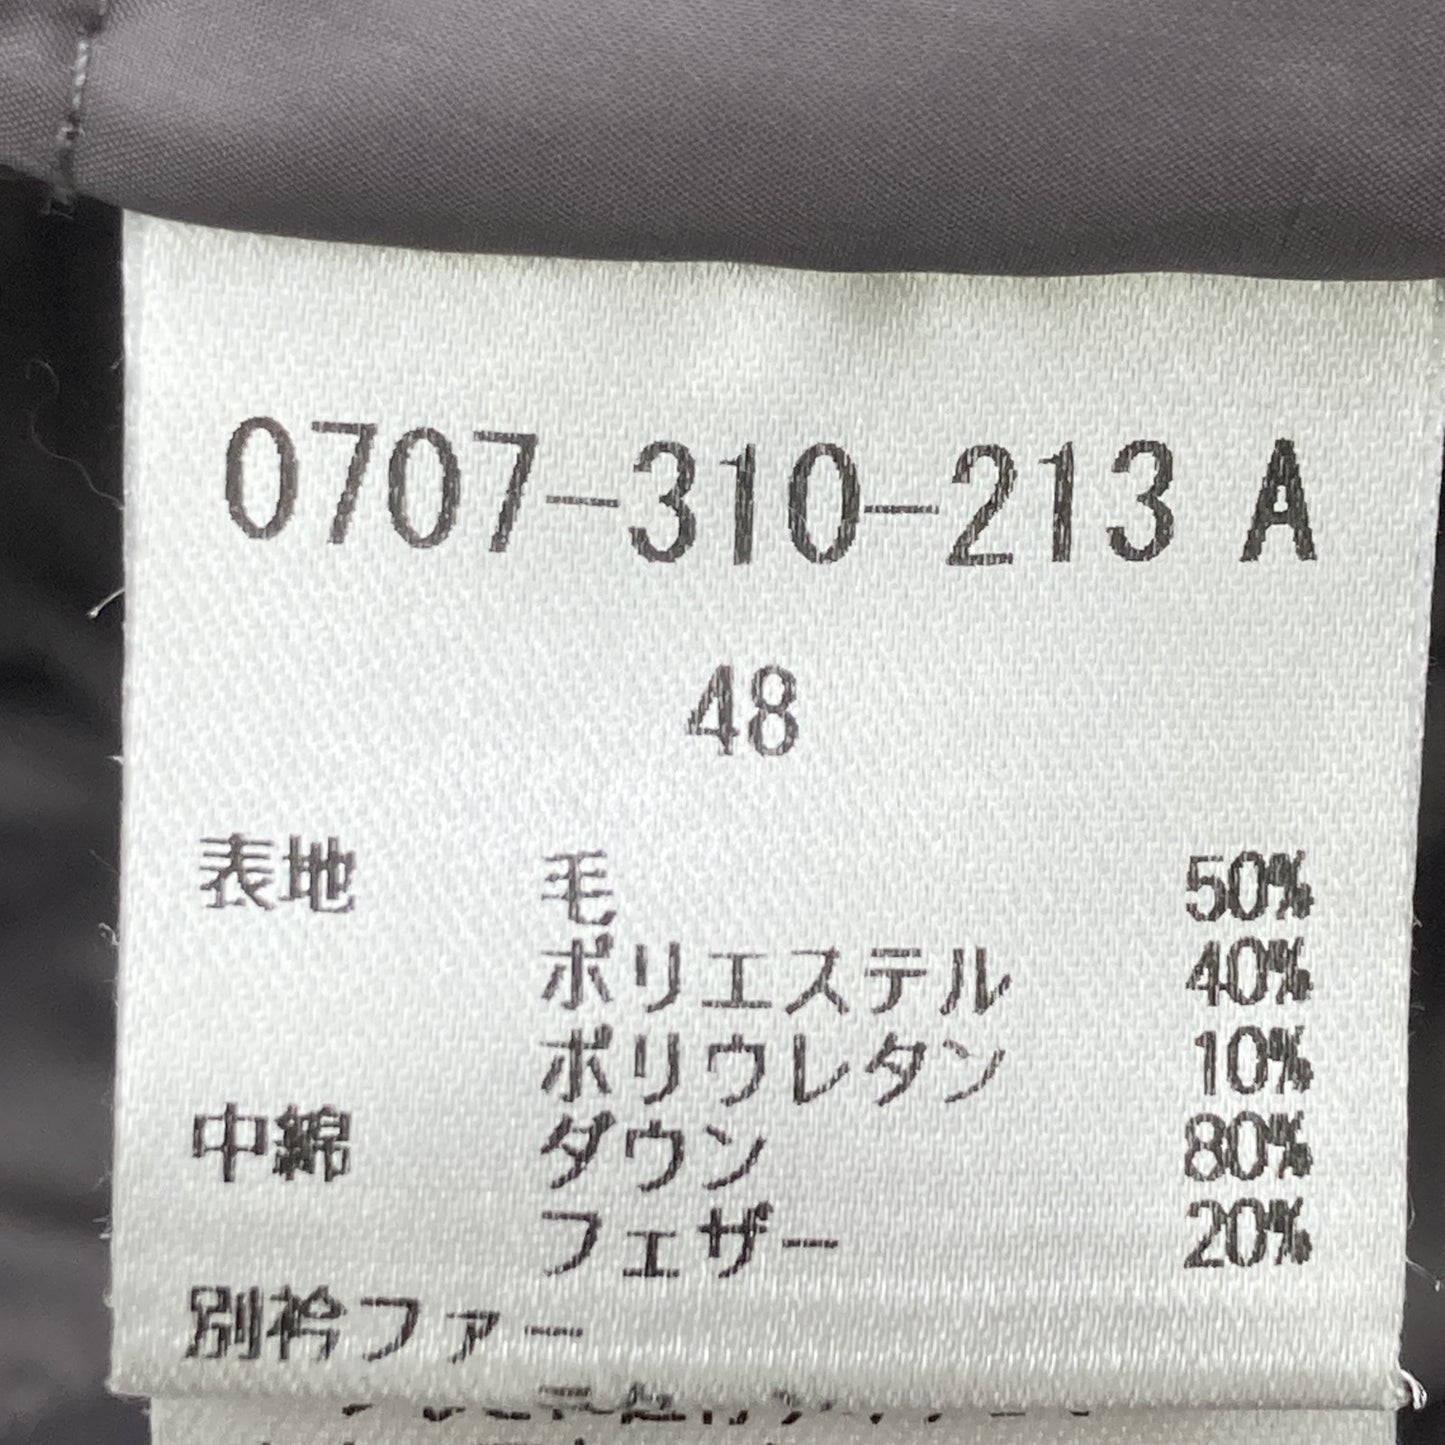 0707-310-213 A
48
表地 毛 50%
ポリエステル 40%
ポリウレタン 10%
中綿 ダウン 80%
フェザー 20%
別衿ファー